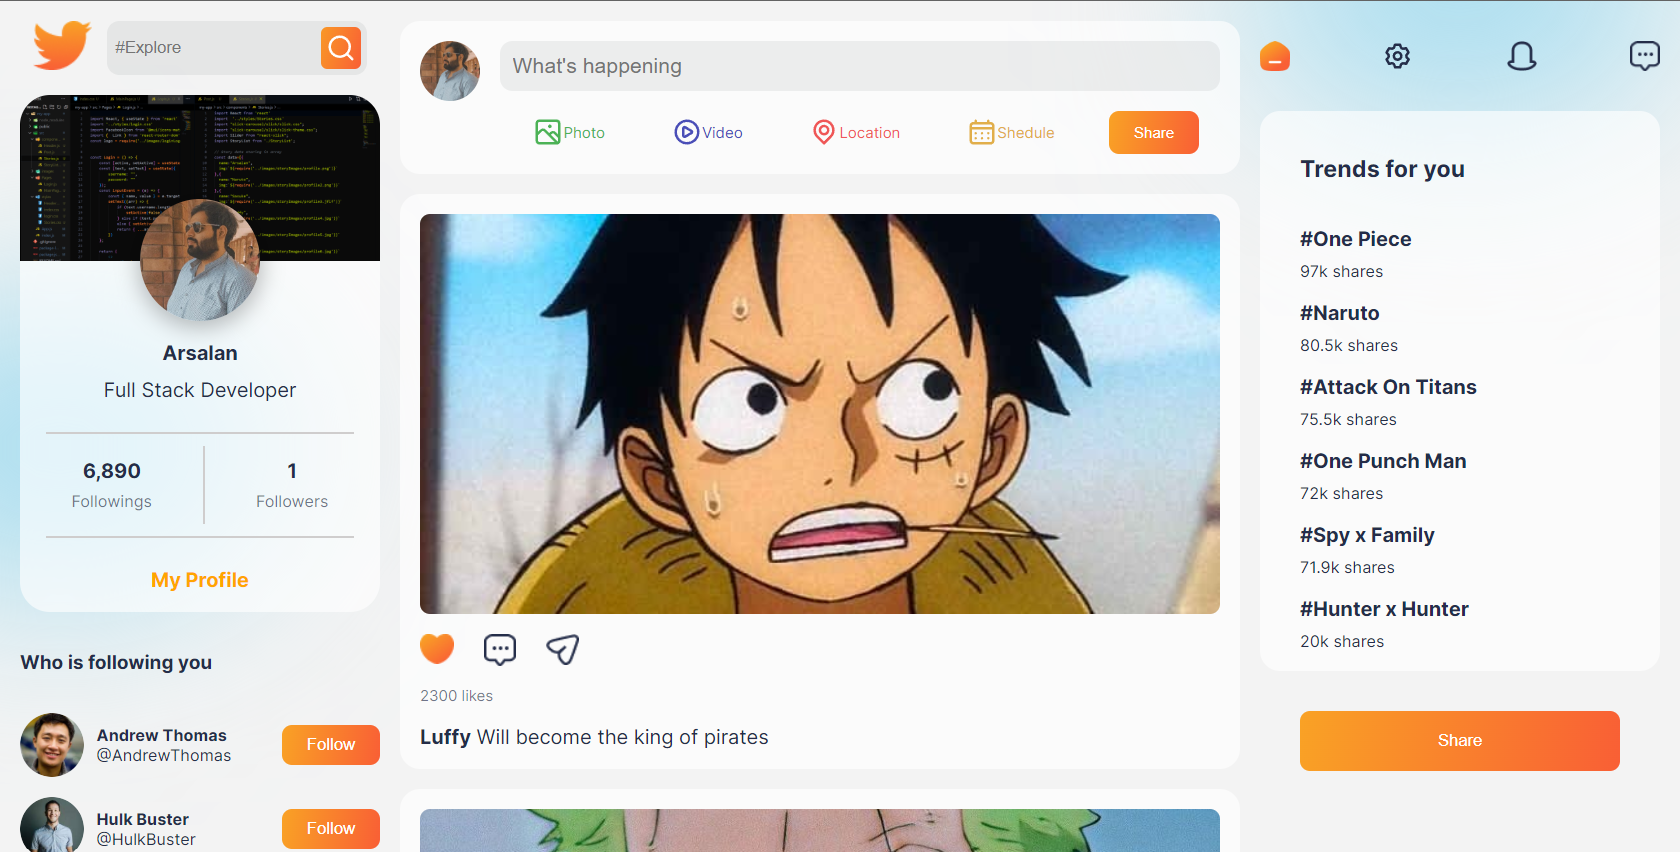 #Explore
Arsalan
Full Stack Developer
6,890
Followings
1
Followers
My Profile
Who is following you
Andrew Thomas
@AndrewThomas
Follow
Hulk Buster
@HulkBuster
Follow
What's happening
Photo
Video
Location
Shedule
Share
2300 likes
Luffy Will become the king of pirates
Trends for you
#One Piece
97k shares
#Naruto
80.5k shares
#Attack On Titans
75.5k shares
#One Punch Man
72k shares
#Spy x Family
71.9k shares
#Hunter x Hunter
20k shares
Share